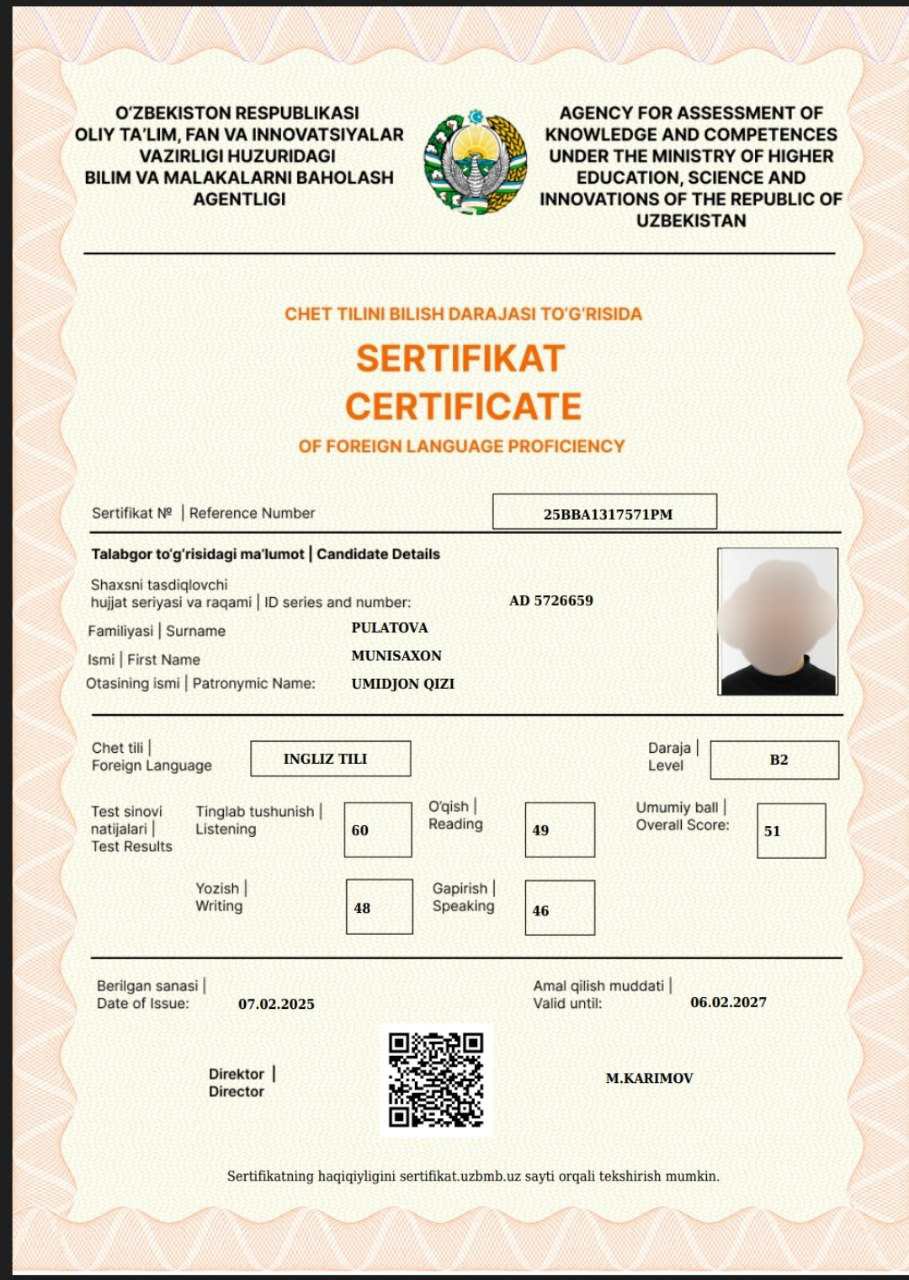 O‘ZBEKISTON RESPUBLIKASI
OLIY TA’LIM, FAN VA INNOVATSIYALAR
VAZIRLIGI HUZURIDAGI
BILIM VA MALAKALARNI BAHOLASH
AGENTLIGI
AGENCY FOR ASSESSMENT OF
KNOWLEDGE AND COMPETENCES
UNDER THE MINISTRY OF HIGHER
EDUCATION, SCIENCE AND
INNOVATIONS OF THE REPUBLIC OF
UZBEKISTAN
CHET TILINI BILISH DARAJASI TO‘G‘RISIDA
SERTIFIKAT
CERTIFICATE
OF FOREIGN LANGUAGE PROFICIENCY
Sertifikat № | Reference Number 25BBA1317571PM
Talabgor to‘g‘risidagi ma’lumot | Candidate Details
Shaxsni tasdiqlovchi
hujjat seriyasi va raqami | ID series and number: AD 5726659
Familiyasi | Surname PULATOVA
Ismi | First Name MUNISAXON
Otasining ismi | Patronymic Name: UMIDJON QIZI
Chet tili |
Foreign Language
INGLIZ TILI
Daraja |
Level
B2
Test sinovi
natijalari |
Test Results
Tinglab tushunish |
Listening
60
O‘qish |
Reading
49
Umumiy ball |
Overall Score:
51
Yozish |
Writing
48
Gapirish |
Speaking
46
Berilgan sanasi |
Date of Issue: 07.02.2025
Amal qilish muddati |
Valid until: 06.02.2027
Direktor |
Director
M.KARIMOV
Sertifikatning haqiqiyligini sertifikat.uzbmb.uz sayti orqali tekshirish mumkin.